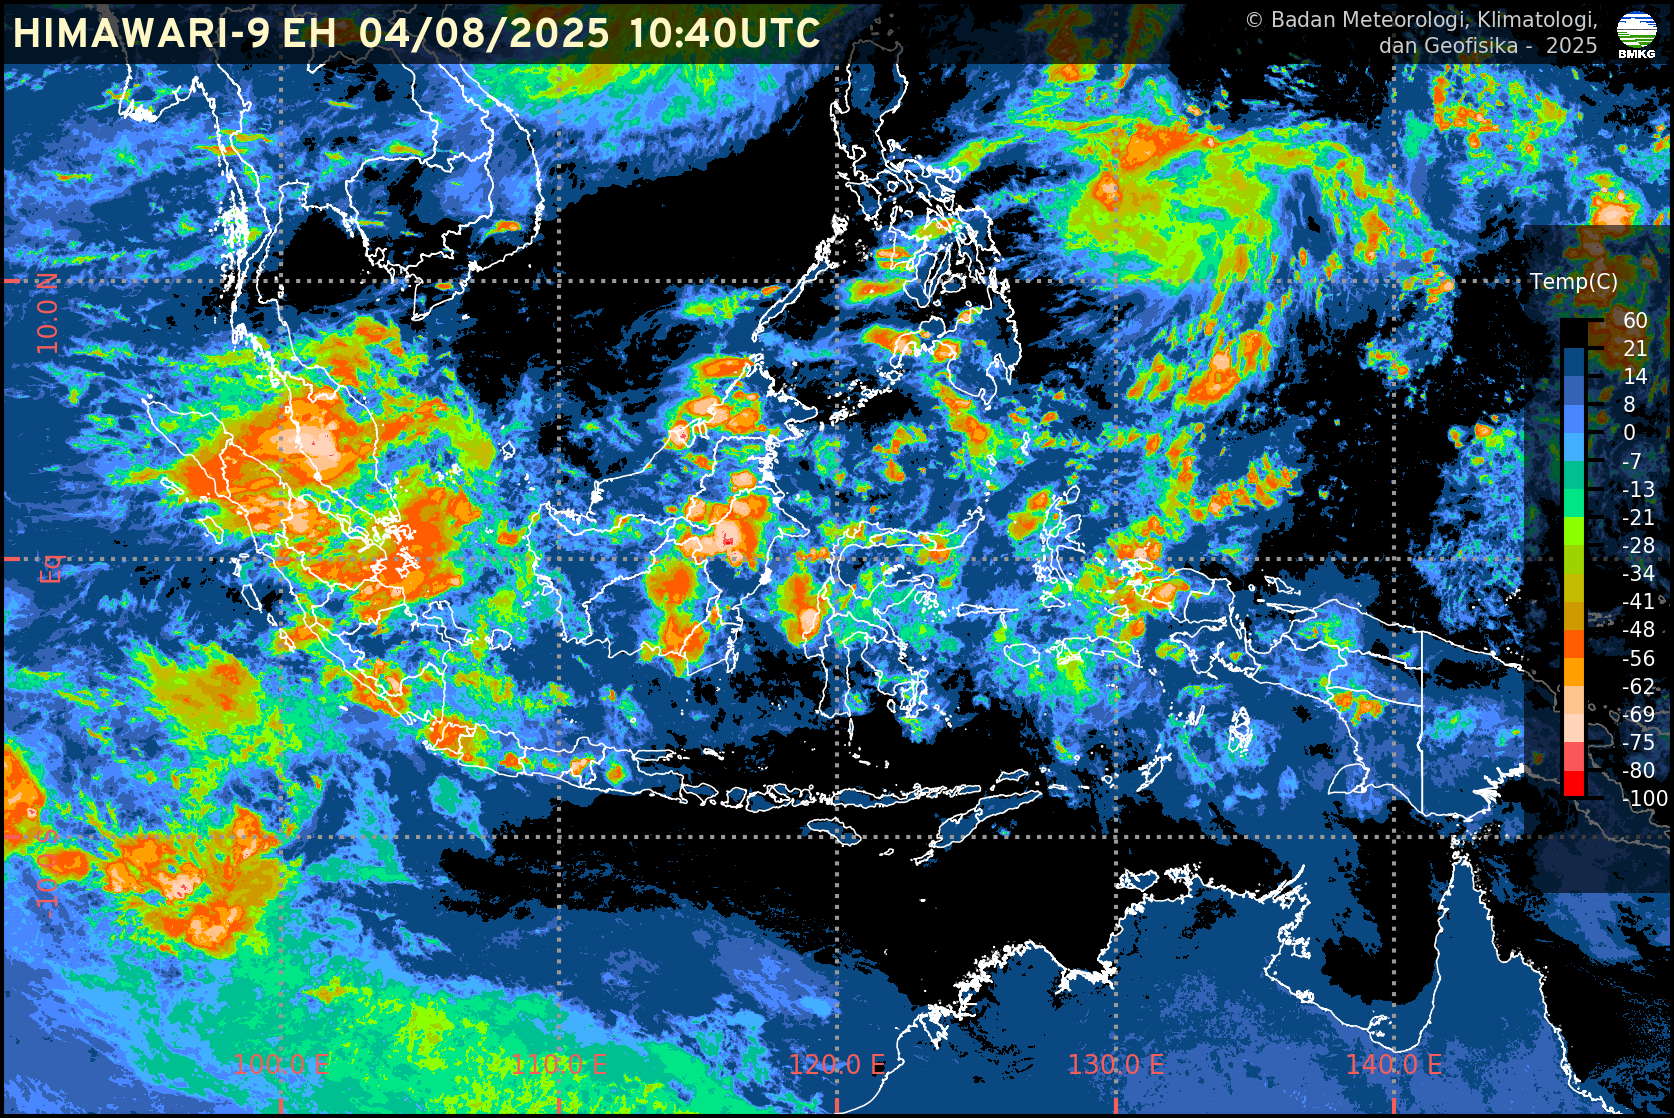 HIMAWARI-9 EH 04/08/2025 10:40UTC
© Badan Meteorologi, Klimatologi,
dan Geofisika - 2025
BMKG
10.0 N
Eq
-10.0 S
100.0 E
110.0 E
120.0 E
130.0 E
140.0 E
Temp(C)
60
21
14
8
0
-7
-13
-21
-28
-34
-41
-48
-56
-62
-69
-75
-80
-100